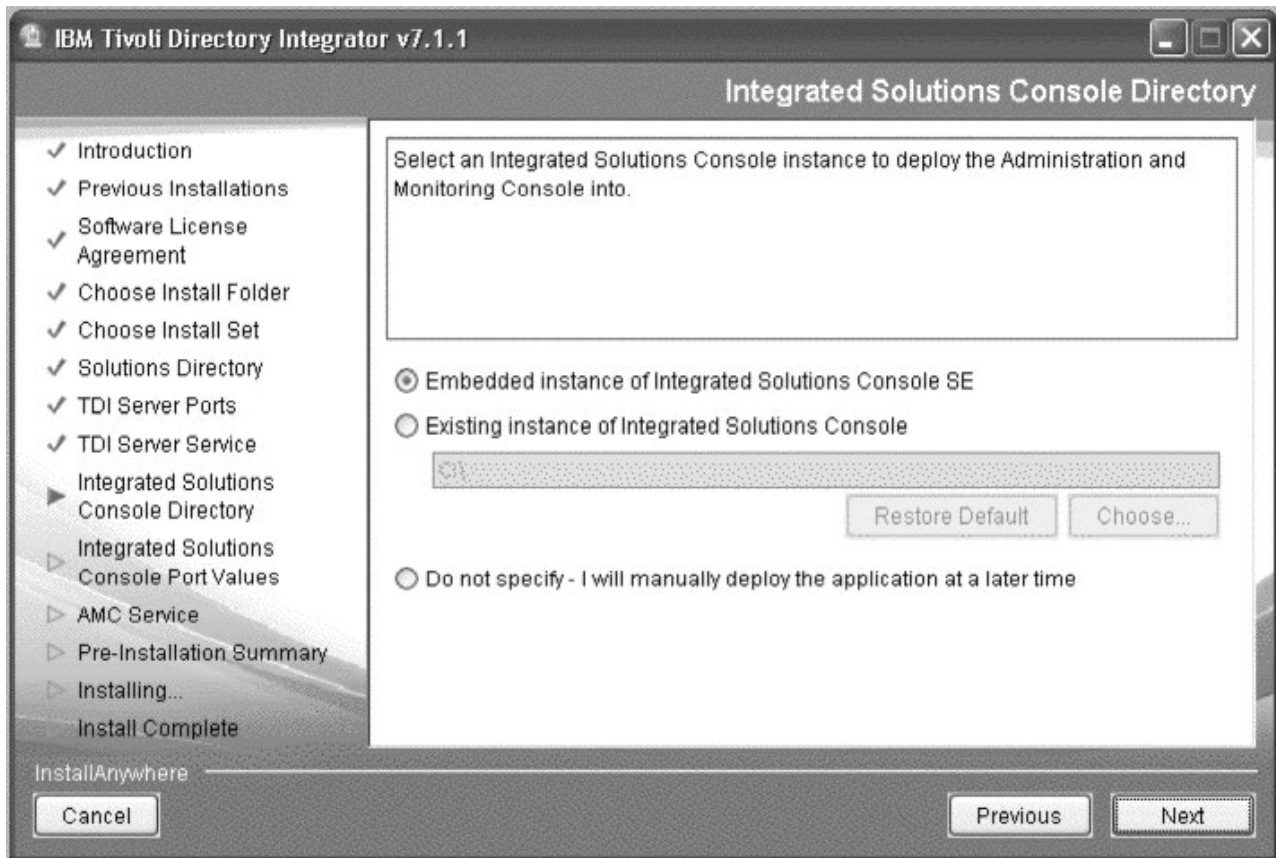 IBM Tivoli Directory Integrator v7.1.1
Integrated Solutions Console Directory
Introduction
Previous Installations
Software License
Agreement
Choose Install Folder
Choose Install Set
Solutions Directory
TDI Server Ports
TDI Server Service
Integrated Solutions
Console Directory
Integrated Solutions
Console Port Values
AMC Service
Pre-Installation Summary
Installing...
Install Complete
Select an Integrated Solutions Console instance to deploy the Administration and
Monitoring Console into.
Embedded instance of Integrated Solutions Console SE
Existing instance of Integrated Solutions Console
C:\
Restore Default
Choose...
Do not specify - I will manually deploy the application at a later time
InstallAnywhere
Cancel
Previous
Next